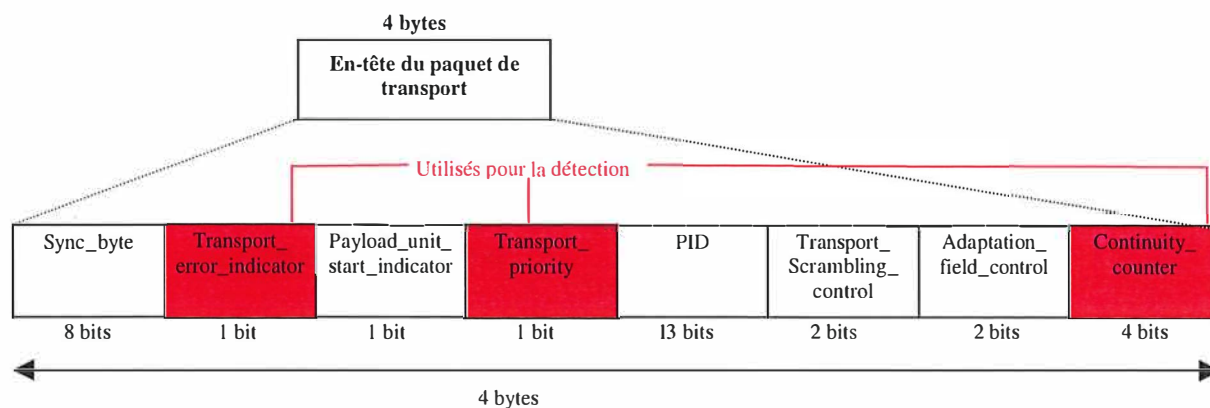 4 bytes
En-tête du paquet de
transport
Utilisés pour la détection
Sync_byte
Transport_
error_indicator
Payload_unit_
start_indicator
Transport_
priority
PID
Transport_
Scrambling_
control
Adaptation_
field_control
Continuity_
counter
8 bits
1 bit
1 bit
1 bit
13 bits
2 bits
2 bits
4 bits
4 bytes